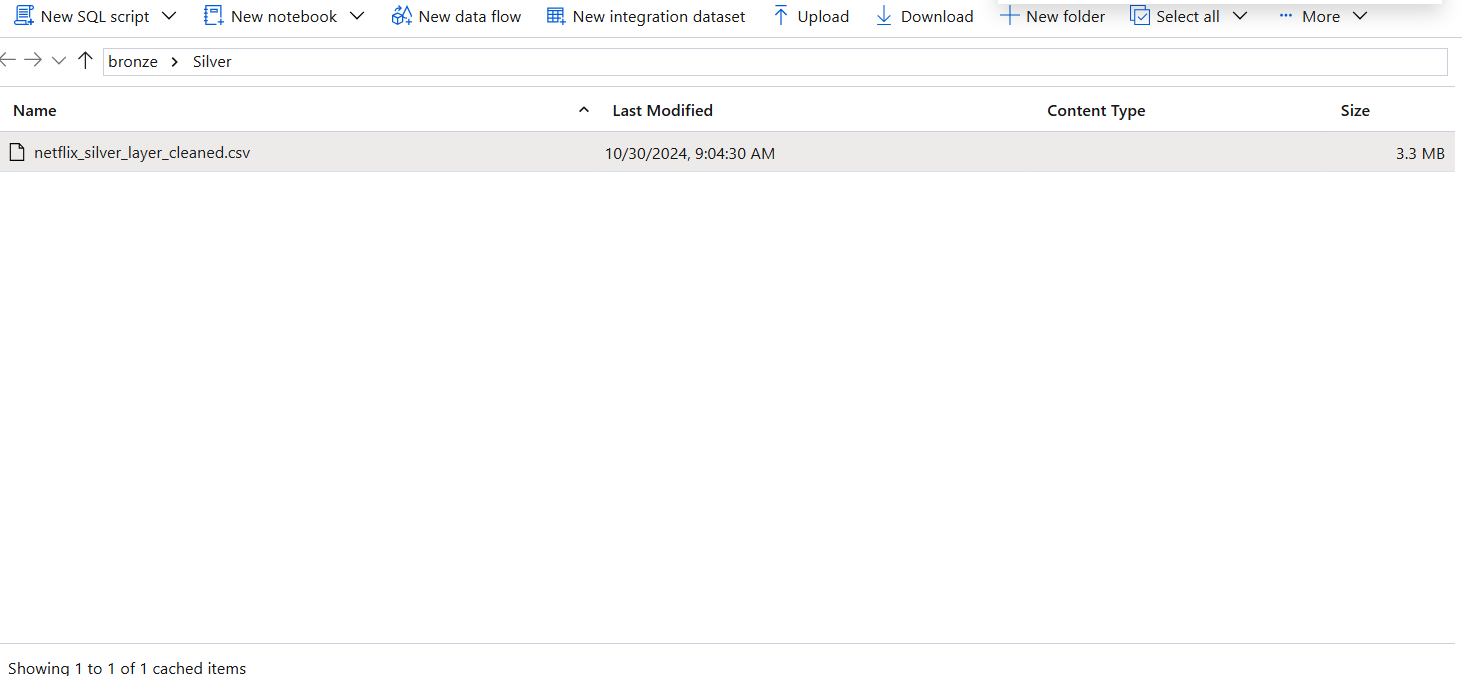 New SQL script New notebook New data flow New integration dataset Upload Download New folder Select all ··· More
bronze > Silver
Name Last Modified Content Type Size
netflix_silver_layer_cleaned.csv 10/30/2024, 9:04:30 AM 3.3 MB
Showing 1 to 1 of 1 cached items